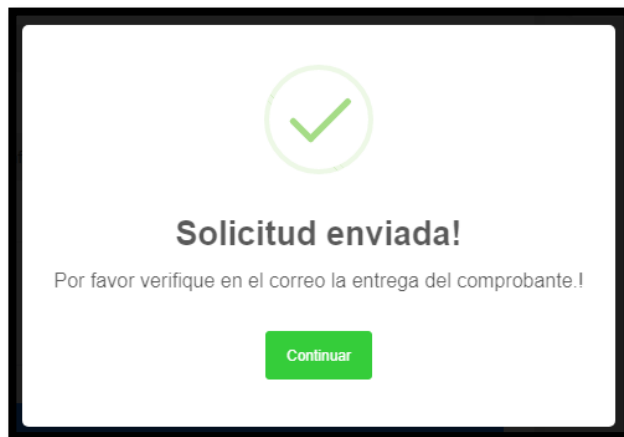 Solicitud enviada!
Por favor verifique en el correo la entrega del comprobante.!
Continuar